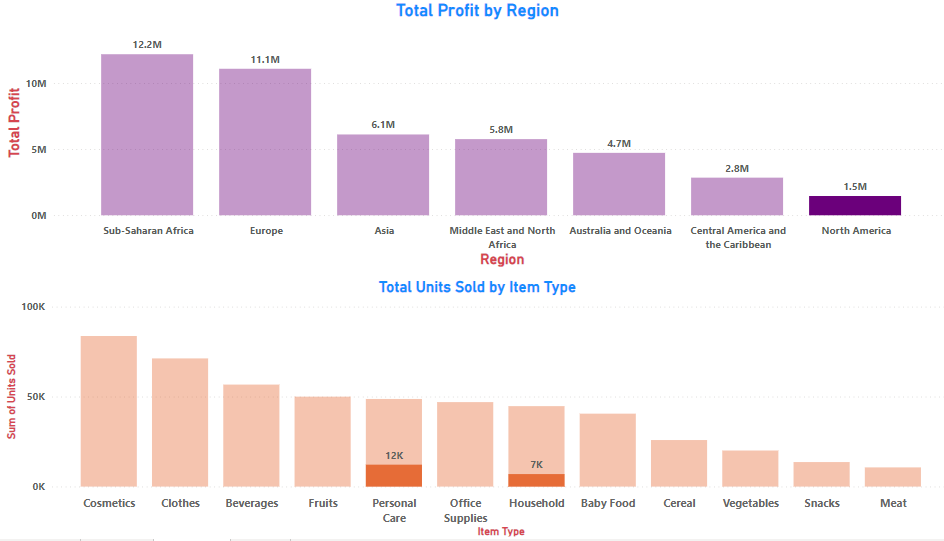 Total Profit by Region
Total Profit
10M
5M
0M
12.2M
11.1M
6.1M
5.8M
4.7M
2.8M
1.5M
Sub-Saharan Africa
Europe
Asia
Middle East and North
Africa
Australia and Oceania
Central America and
the Caribbean
North America
Region
Total Units Sold by Item Type
Sum of Units Sold
100K
50K
0K
12K
7K
Cosmetics
Clothes
Beverages
Fruits
Personal
Care
Office
Supplies
Household
Baby Food
Cereal
Vegetables
Snacks
Meat
Item Type